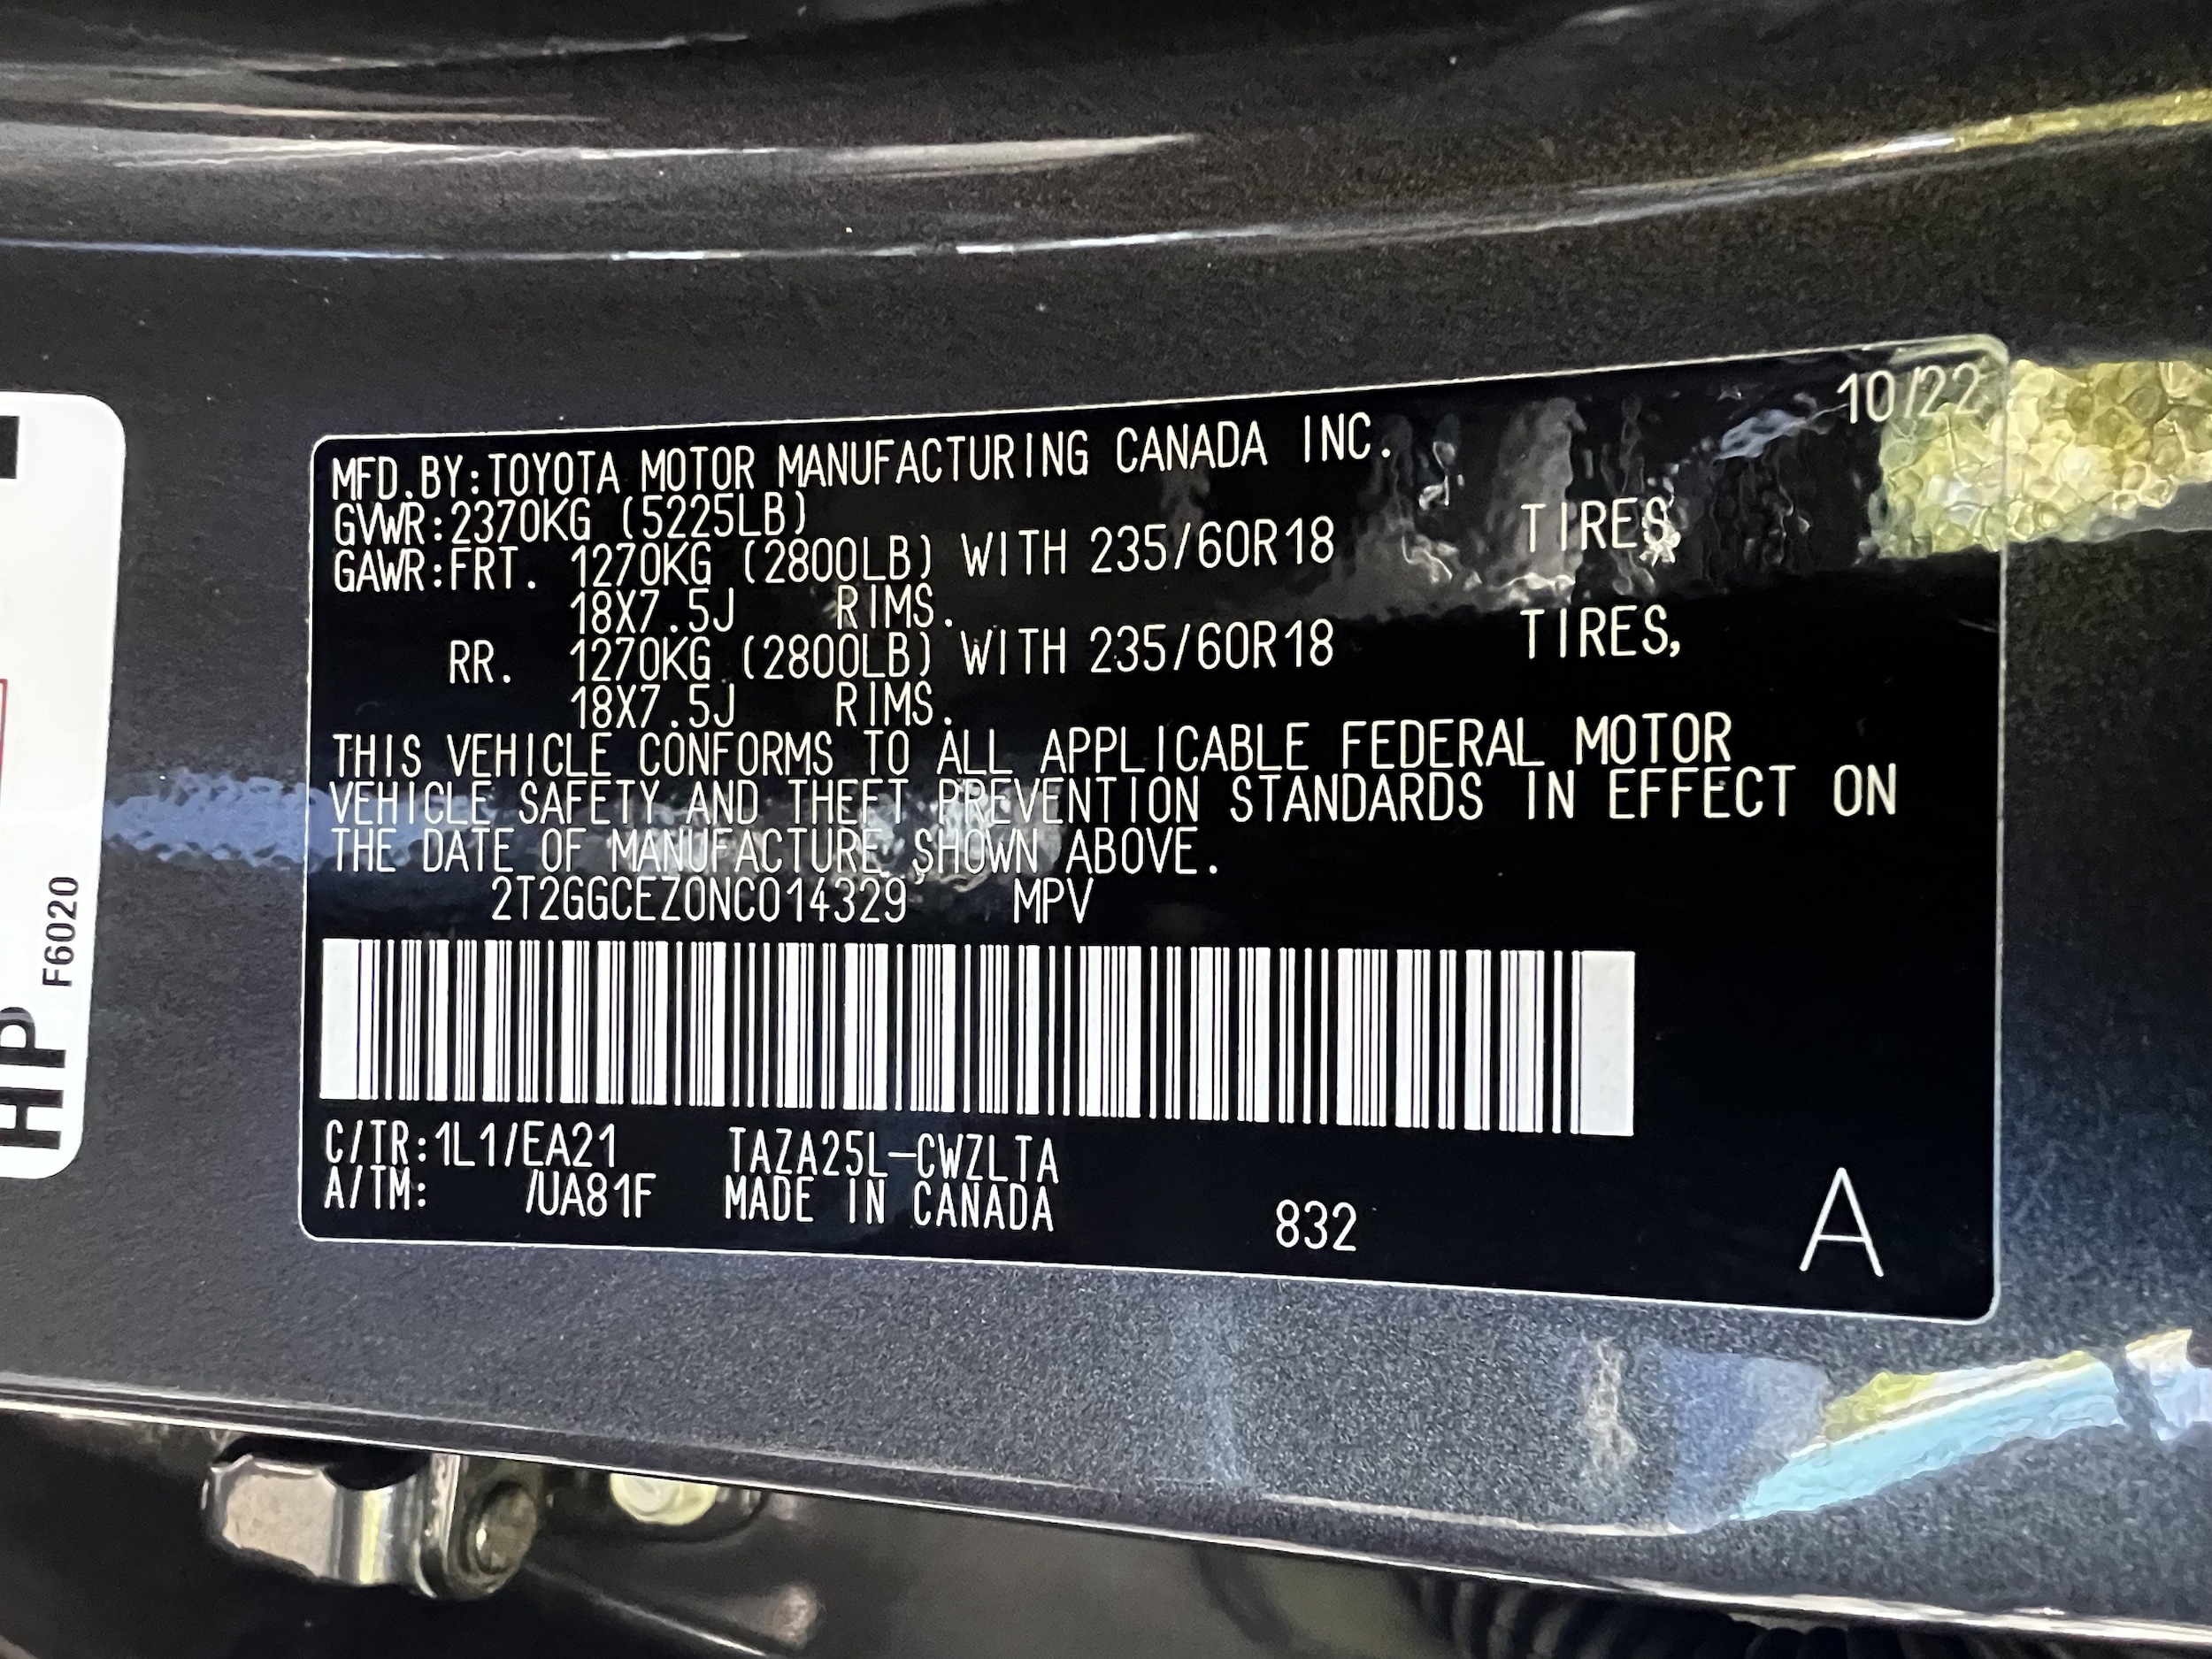 10/22
MFD.BY:TOYOTA MOTOR MANUFACTURING CANADA INC.
GVWR:2370KG (5225LB)
GAWR:FRT. 1270KG (2800LB) WITH 235/60R18 TIRES,
18X7.5J RIMS.
RR. 1270KG (2800LB) WITH 235/60R18 TIRES,
18X7.5J RIMS.
THIS VEHICLE CONFORMS TO ALL APPLICABLE FEDERAL MOTOR
VEHICLE SAFETY AND THEFT PREVENTION STANDARDS IN EFFECT ON
THE DATE OF MANUFACTURE SHOWN ABOVE.
2T2GGCEZ0NC014329 MPV
C/TR:1L1/EA21 TAZA25L-CWZLTA
A/TM: /UA81F MADE IN CANADA
832
A
HP
F6020